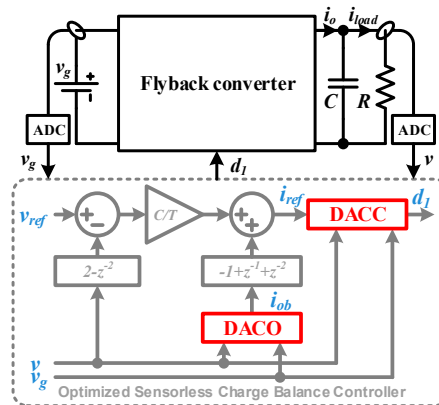 i_o i_load
v_g
Flyback converter
C R
ADC ADC
v_g d_1 v
v_ref
C/T
i_ref
DACC
d_1
2-z^-2
-1+z^-1+z^-2
i_ob
DACO
v
v_g
Optimized Sensorless Charge Balance Controller